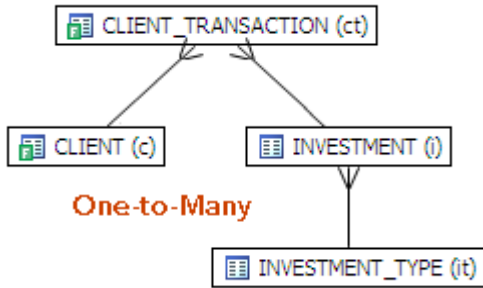 CLIENT_TRANSACTION (ct)
CLIENT (c)
INVESTMENT (i)
One-to-Many
INVESTMENT_TYPE (it)